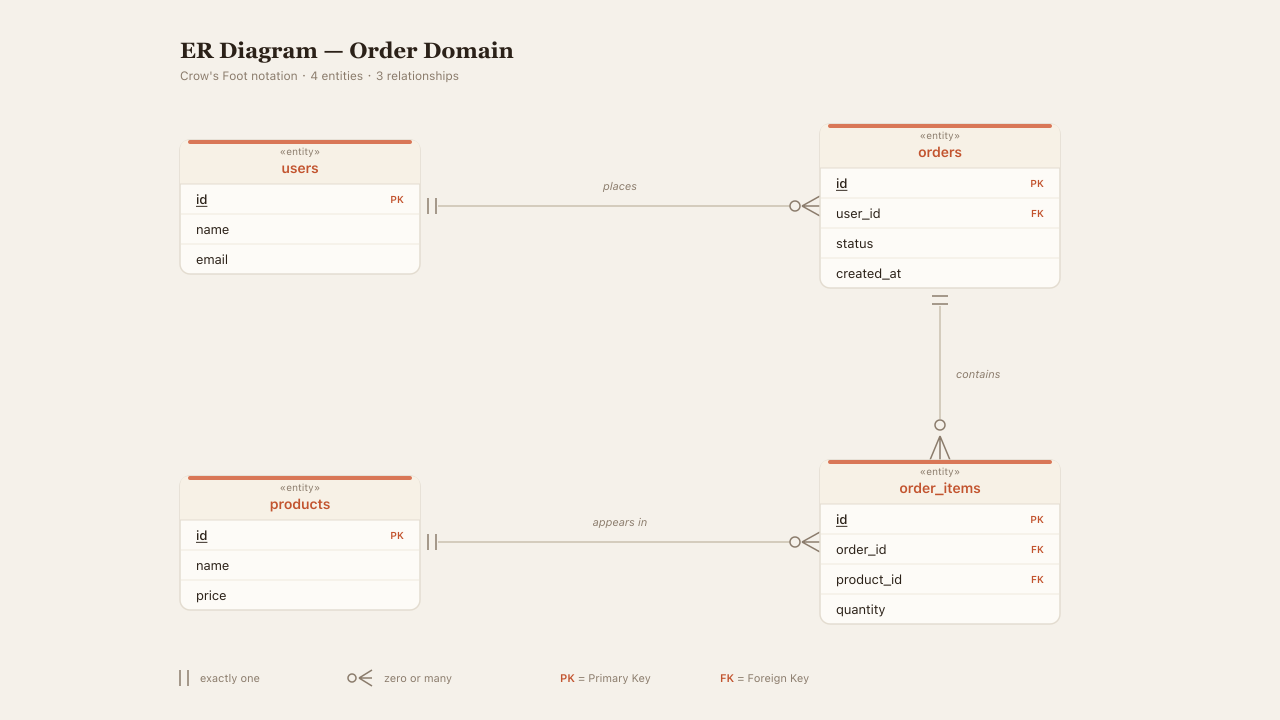 ER Diagram — Order Domain
Crow's Foot notation · 4 entities · 3 relationships
«entity»
users
id PK
name
email
places
«entity»
orders
id PK
user_id FK
status
created_at
contains
«entity»
products
id PK
name
price
appears in
«entity»
order_items
id PK
order_id FK
product_id FK
quantity
exactly one
zero or many
PK = Primary Key
FK = Foreign Key